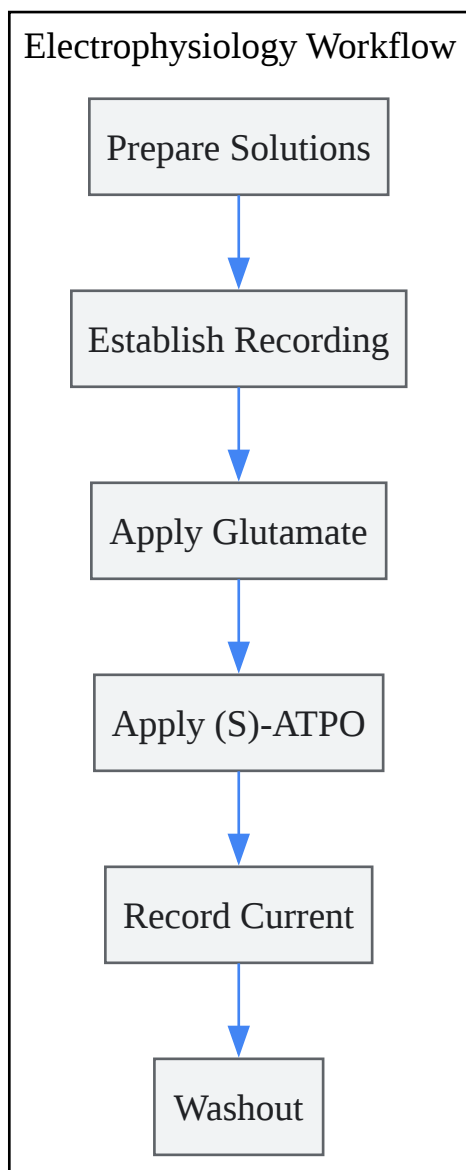 Electrophysiology Workflow
Prepare Solutions
Establish Recording
Apply Glutamate
Apply (S)-ATPO
Record Current
Washout